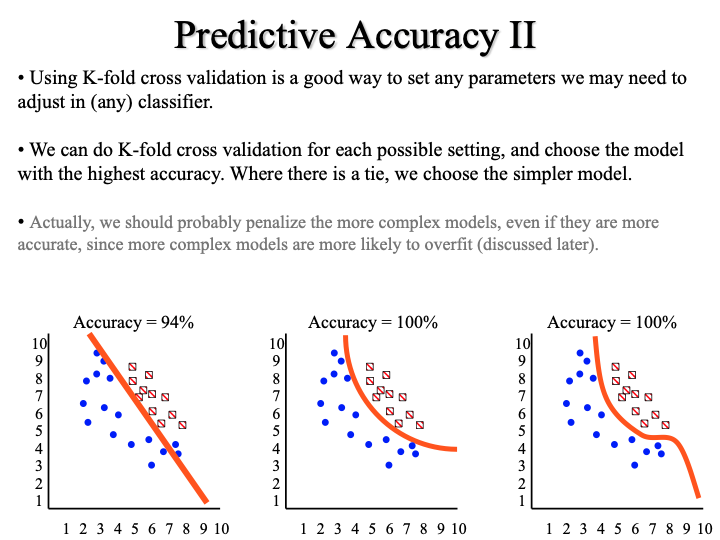 Predictive Accuracy II
• Using K-fold cross validation is a good way to set any parameters we may need to
adjust in (any) classifier.
• We can do K-fold cross validation for each possible setting, and choose the model
with the highest accuracy. Where there is a tie, we choose the simpler model.
• Actually, we should probably penalize the more complex models, even if they are more
accurate, since more complex models are more likely to overfit (discussed later).
Accuracy = 94%
10
9
8
7
6
5
4
3
2
1
1 2 3 4 5 6 7 8 9 10
Accuracy = 100%
10
9
8
7
6
5
4
3
2
1
1 2 3 4 5 6 7 8 9 10
Accuracy = 100%
10
9
8
7
6
5
4
3
2
1
1 2 3 4 5 6 7 8 9 10